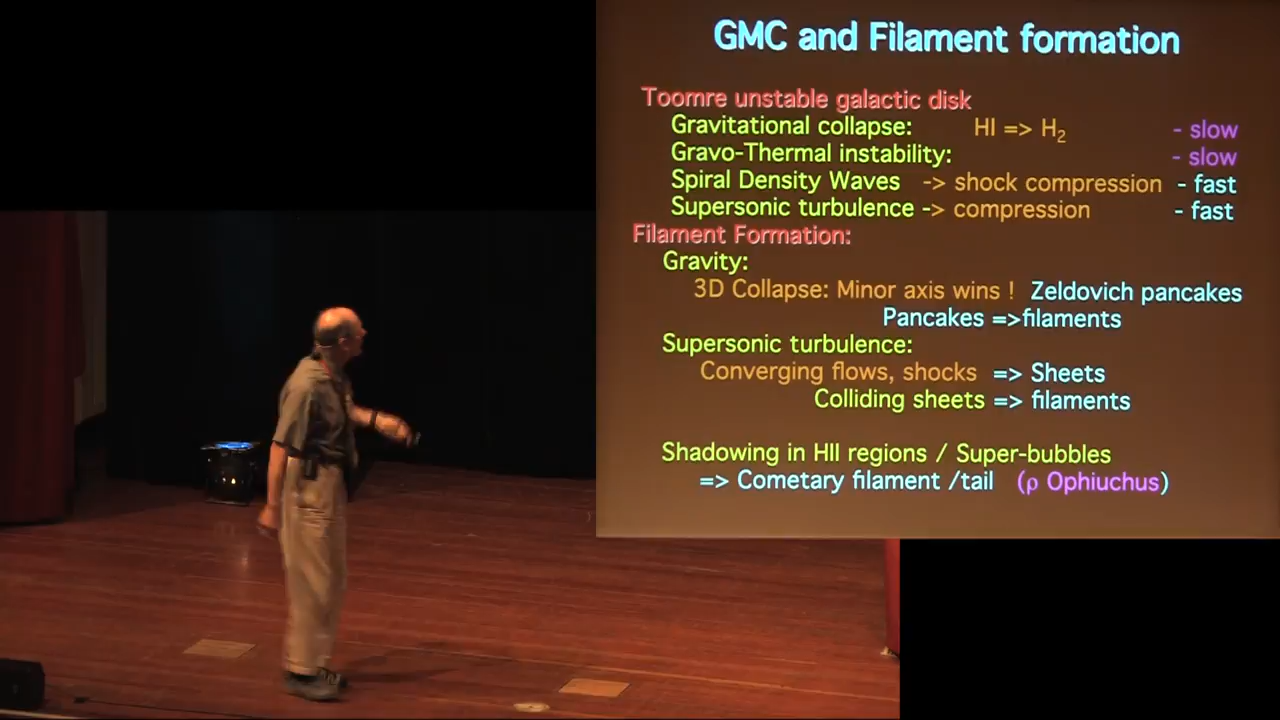 GMC and Filament formation
Toomre unstable galactic disk
Gravitational collapse: HI => H₂ - slow
Gravo-Thermal instability: - slow
Spiral Density Waves -> shock compression - fast
Supersonic turbulence -> compression - fast
Filament Formation:
Gravity:
3D Collapse: Minor axis wins ! Zeldovich pancakes
Pancakes =>filaments
Supersonic turbulence:
Converging flows, shocks => Sheets
Colliding sheets => filaments
Shadowing in HII regions / Super-bubbles
=> Cometary filament /tail (ρ Ophiuchus)